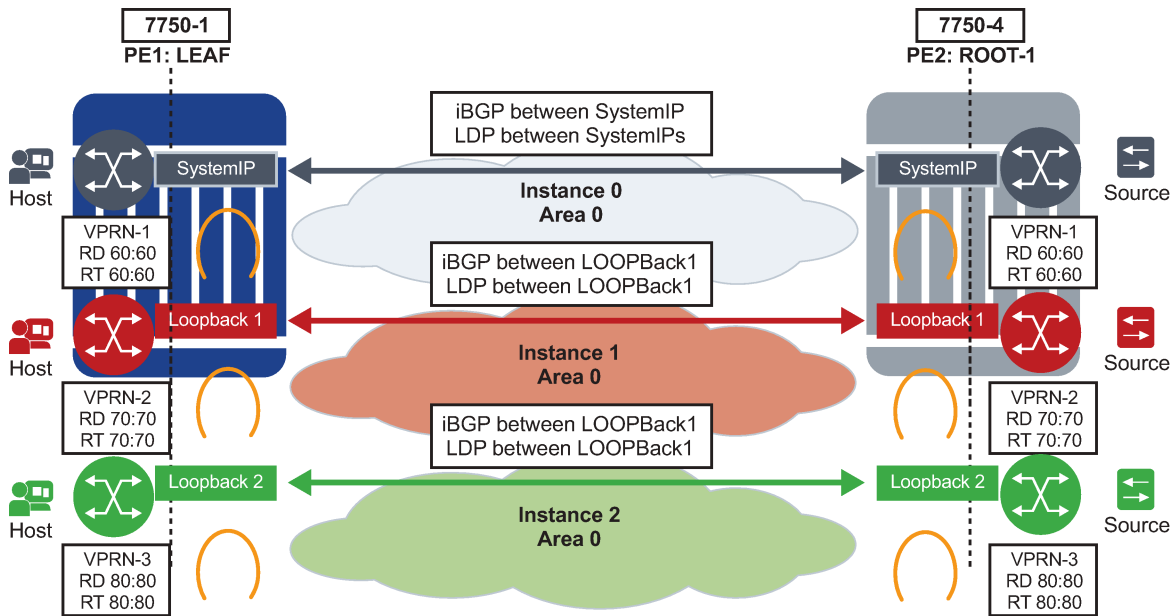 7750-1
PE1: LEAF
7750-4
PE2: ROOT-1
iBGP between SystemIP
LDP between SystemIPs
Host
SystemIP
Instance 0
Area 0
SystemIP
Source
VPRN-1
RD 60:60
RT 60:60
VPRN-1
RD 60:60
RT 60:60
iBGP between LOOPBack1
LDP between LOOPBack1
Host
Loopback 1
Instance 1
Area 0
Loopback 1
Source
VPRN-2
RD 70:70
RT 70:70
VPRN-2
RD 70:70
RT 70:70
iBGP between LOOPBack1
LDP between LOOPBack1
Host
Loopback 2
Instance 2
Area 0
Loopback 2
Source
VPRN-3
RD 80:80
RT 80:80
VPRN-3
RD 80:80
RT 80:80